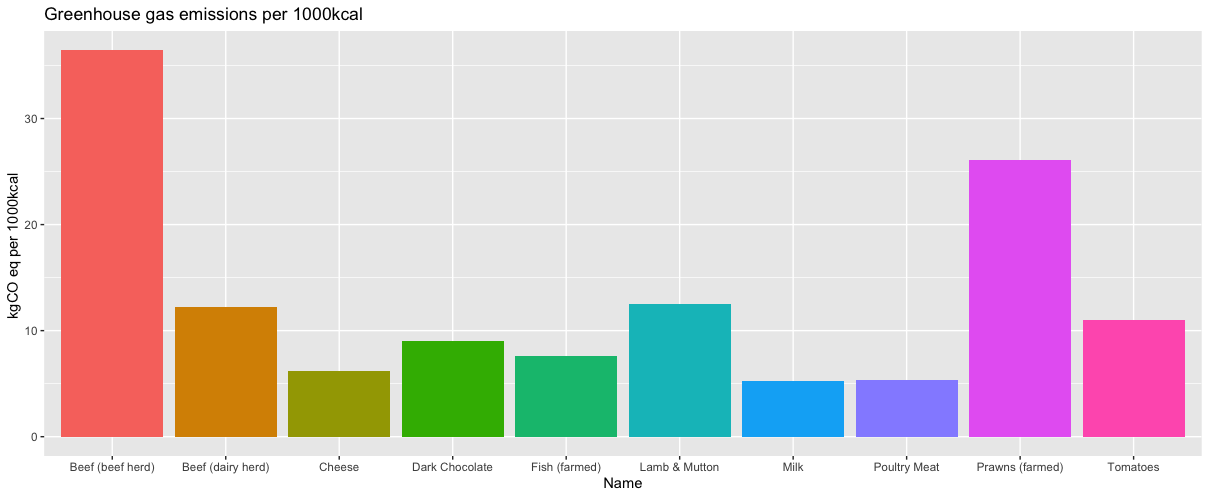 Greenhouse gas emissions per 1000kcal
kgCO eq per 1000kcal
30
20
10
0
Beef (beef herd) Beef (dairy herd) Cheese Dark Chocolate Fish (farmed) Lamb & Mutton Milk Poultry Meat Prawns (farmed) Tomatoes
Name